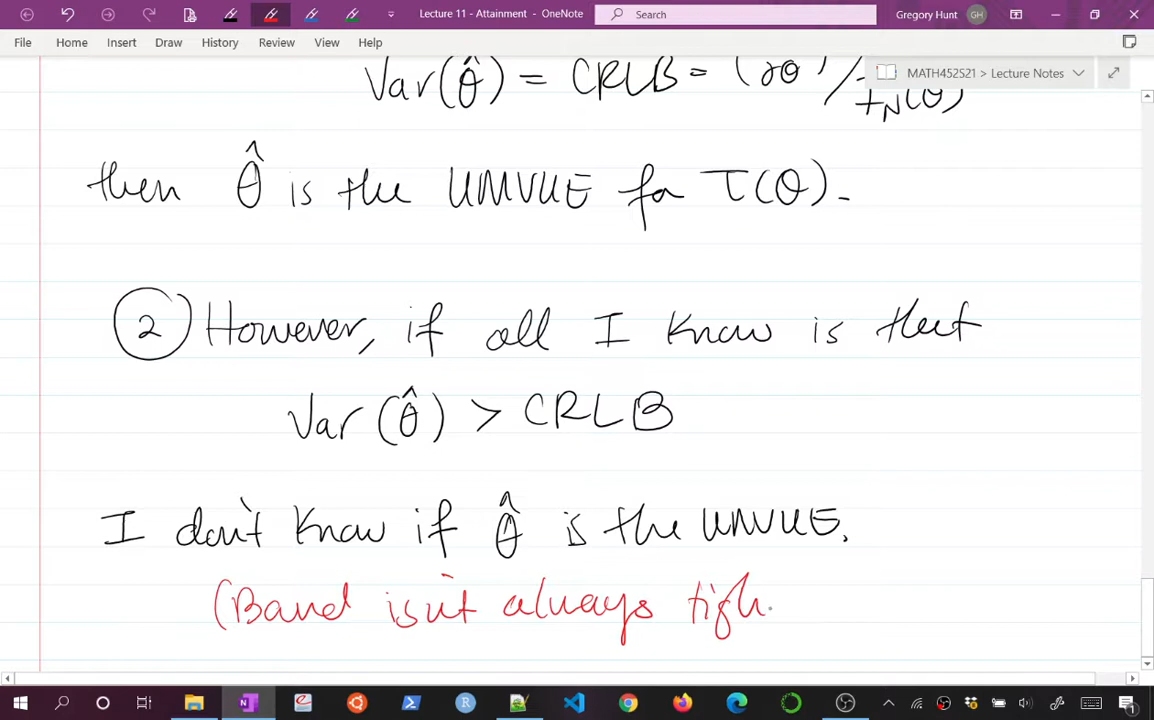 Lecture 11 - Attainment - OneNote
Search
Gregory Hunt
GH
File Home Insert Draw History Review View Help
MATH452S21 > Lecture Notes
Var(θ̂) = CRLB =
then θ̂ is the UMVUE for τ(θ).
② However, if all I know is that
Var(θ̂) > CRLB
I don't know if θ̂ is the UMVUE.
(Bound isn't always tigh